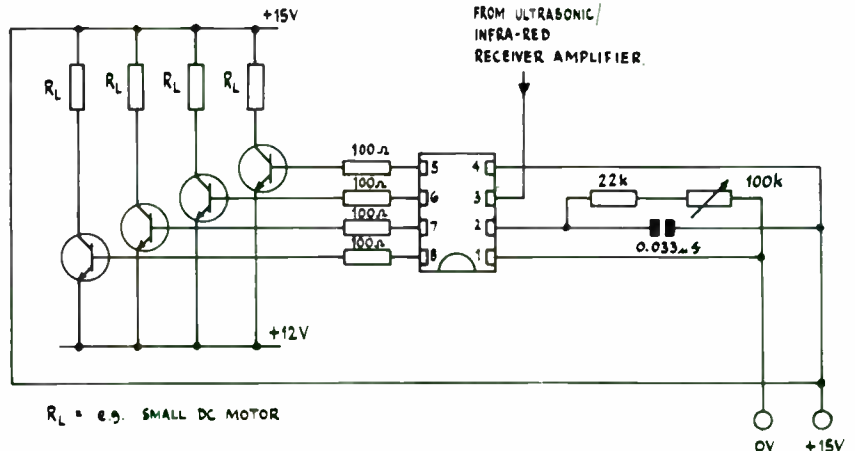 +15V
FROM ULTRASONIC/
INFRA-RED
RECEIVER AMPLIFIER
RL
RL
RL
RL
100Ω
5
4
100Ω
6
3
22k
100k
100Ω
7
2
0.033µf
100Ω
8
1
+12V
RL = e.g. SMALL DC MOTOR
0V
+15V